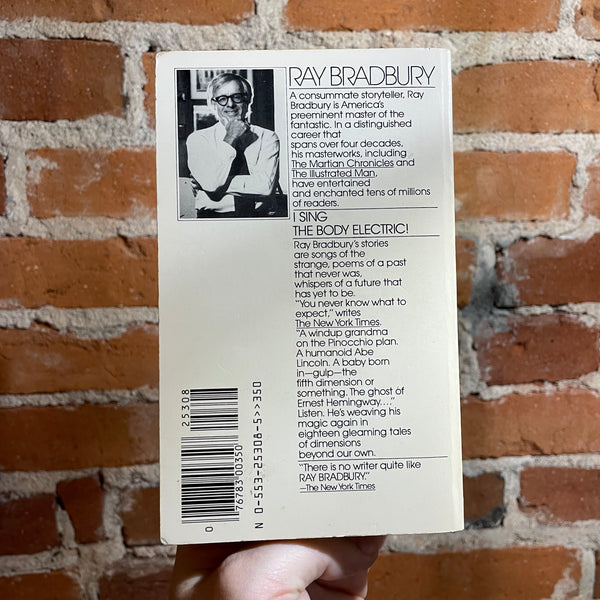 RAY BRADBURY
A consummate storyteller, Ray
Bradbury is America's
preeminent master of the
fantastic. In a distinguished
career that
spans over four decades,
his masterworks, including
The Martian Chronicles and
The Illustrated Man,
have entertained
and enchanted tens of millions
of readers.
I SING
THE BODY ELECTRIC!
Ray Bradbury's stories
are songs of the
strange, poems of a past
that never was,
whispers of a future that
has yet to be.
"You never know what to
expect," writes
The New York Times.
"A windup grandma
on the Pinocchio plan.
A humanoid Abe
Lincoln. A baby born
in—gulp—the
fifth dimension or
something. The ghost of
Ernest Hemingway...."
Listen. He's weaving his
magic again in
eighteen gleaming tales
of dimensions
beyond our own.
"There is no writer quite like
RAY BRADBURY."
—The New York Times
25308
0
76783 00350
N 0-553-25308-5>>350